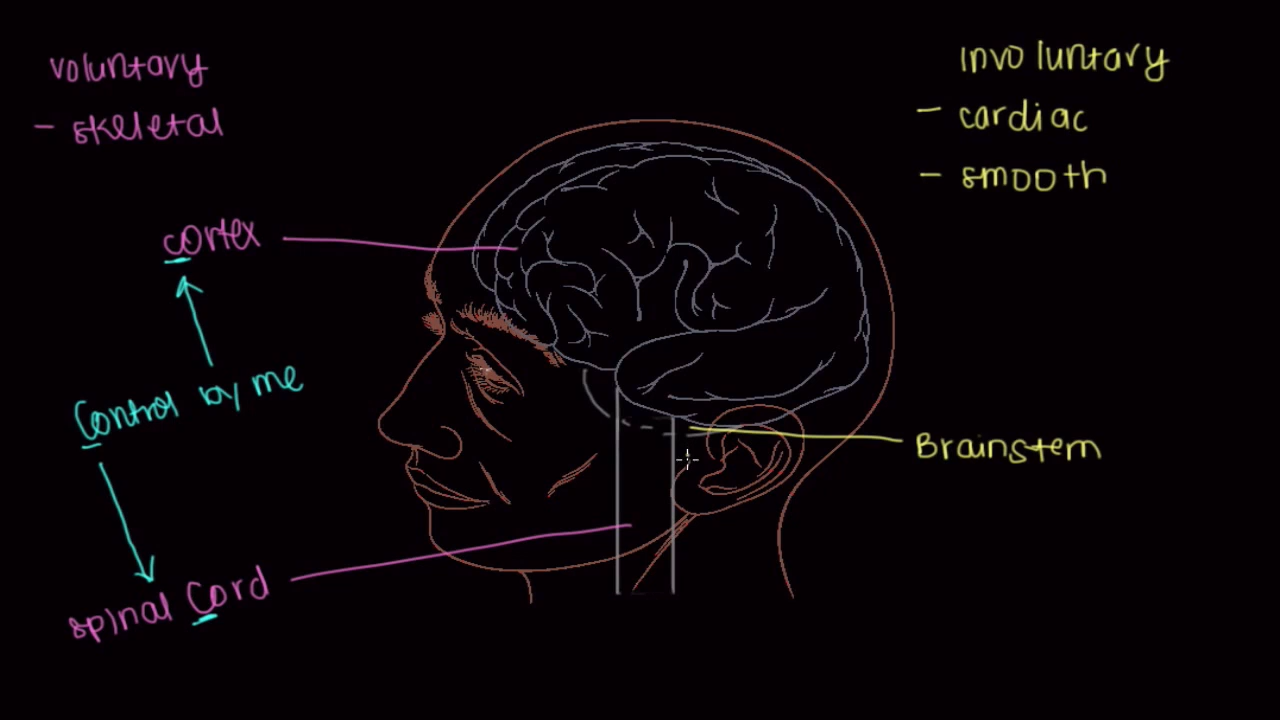 voluntary
- skeletal
cortex
Control by me
spinal Cord
Involuntary
- cardiac
- smooth
Brainstem